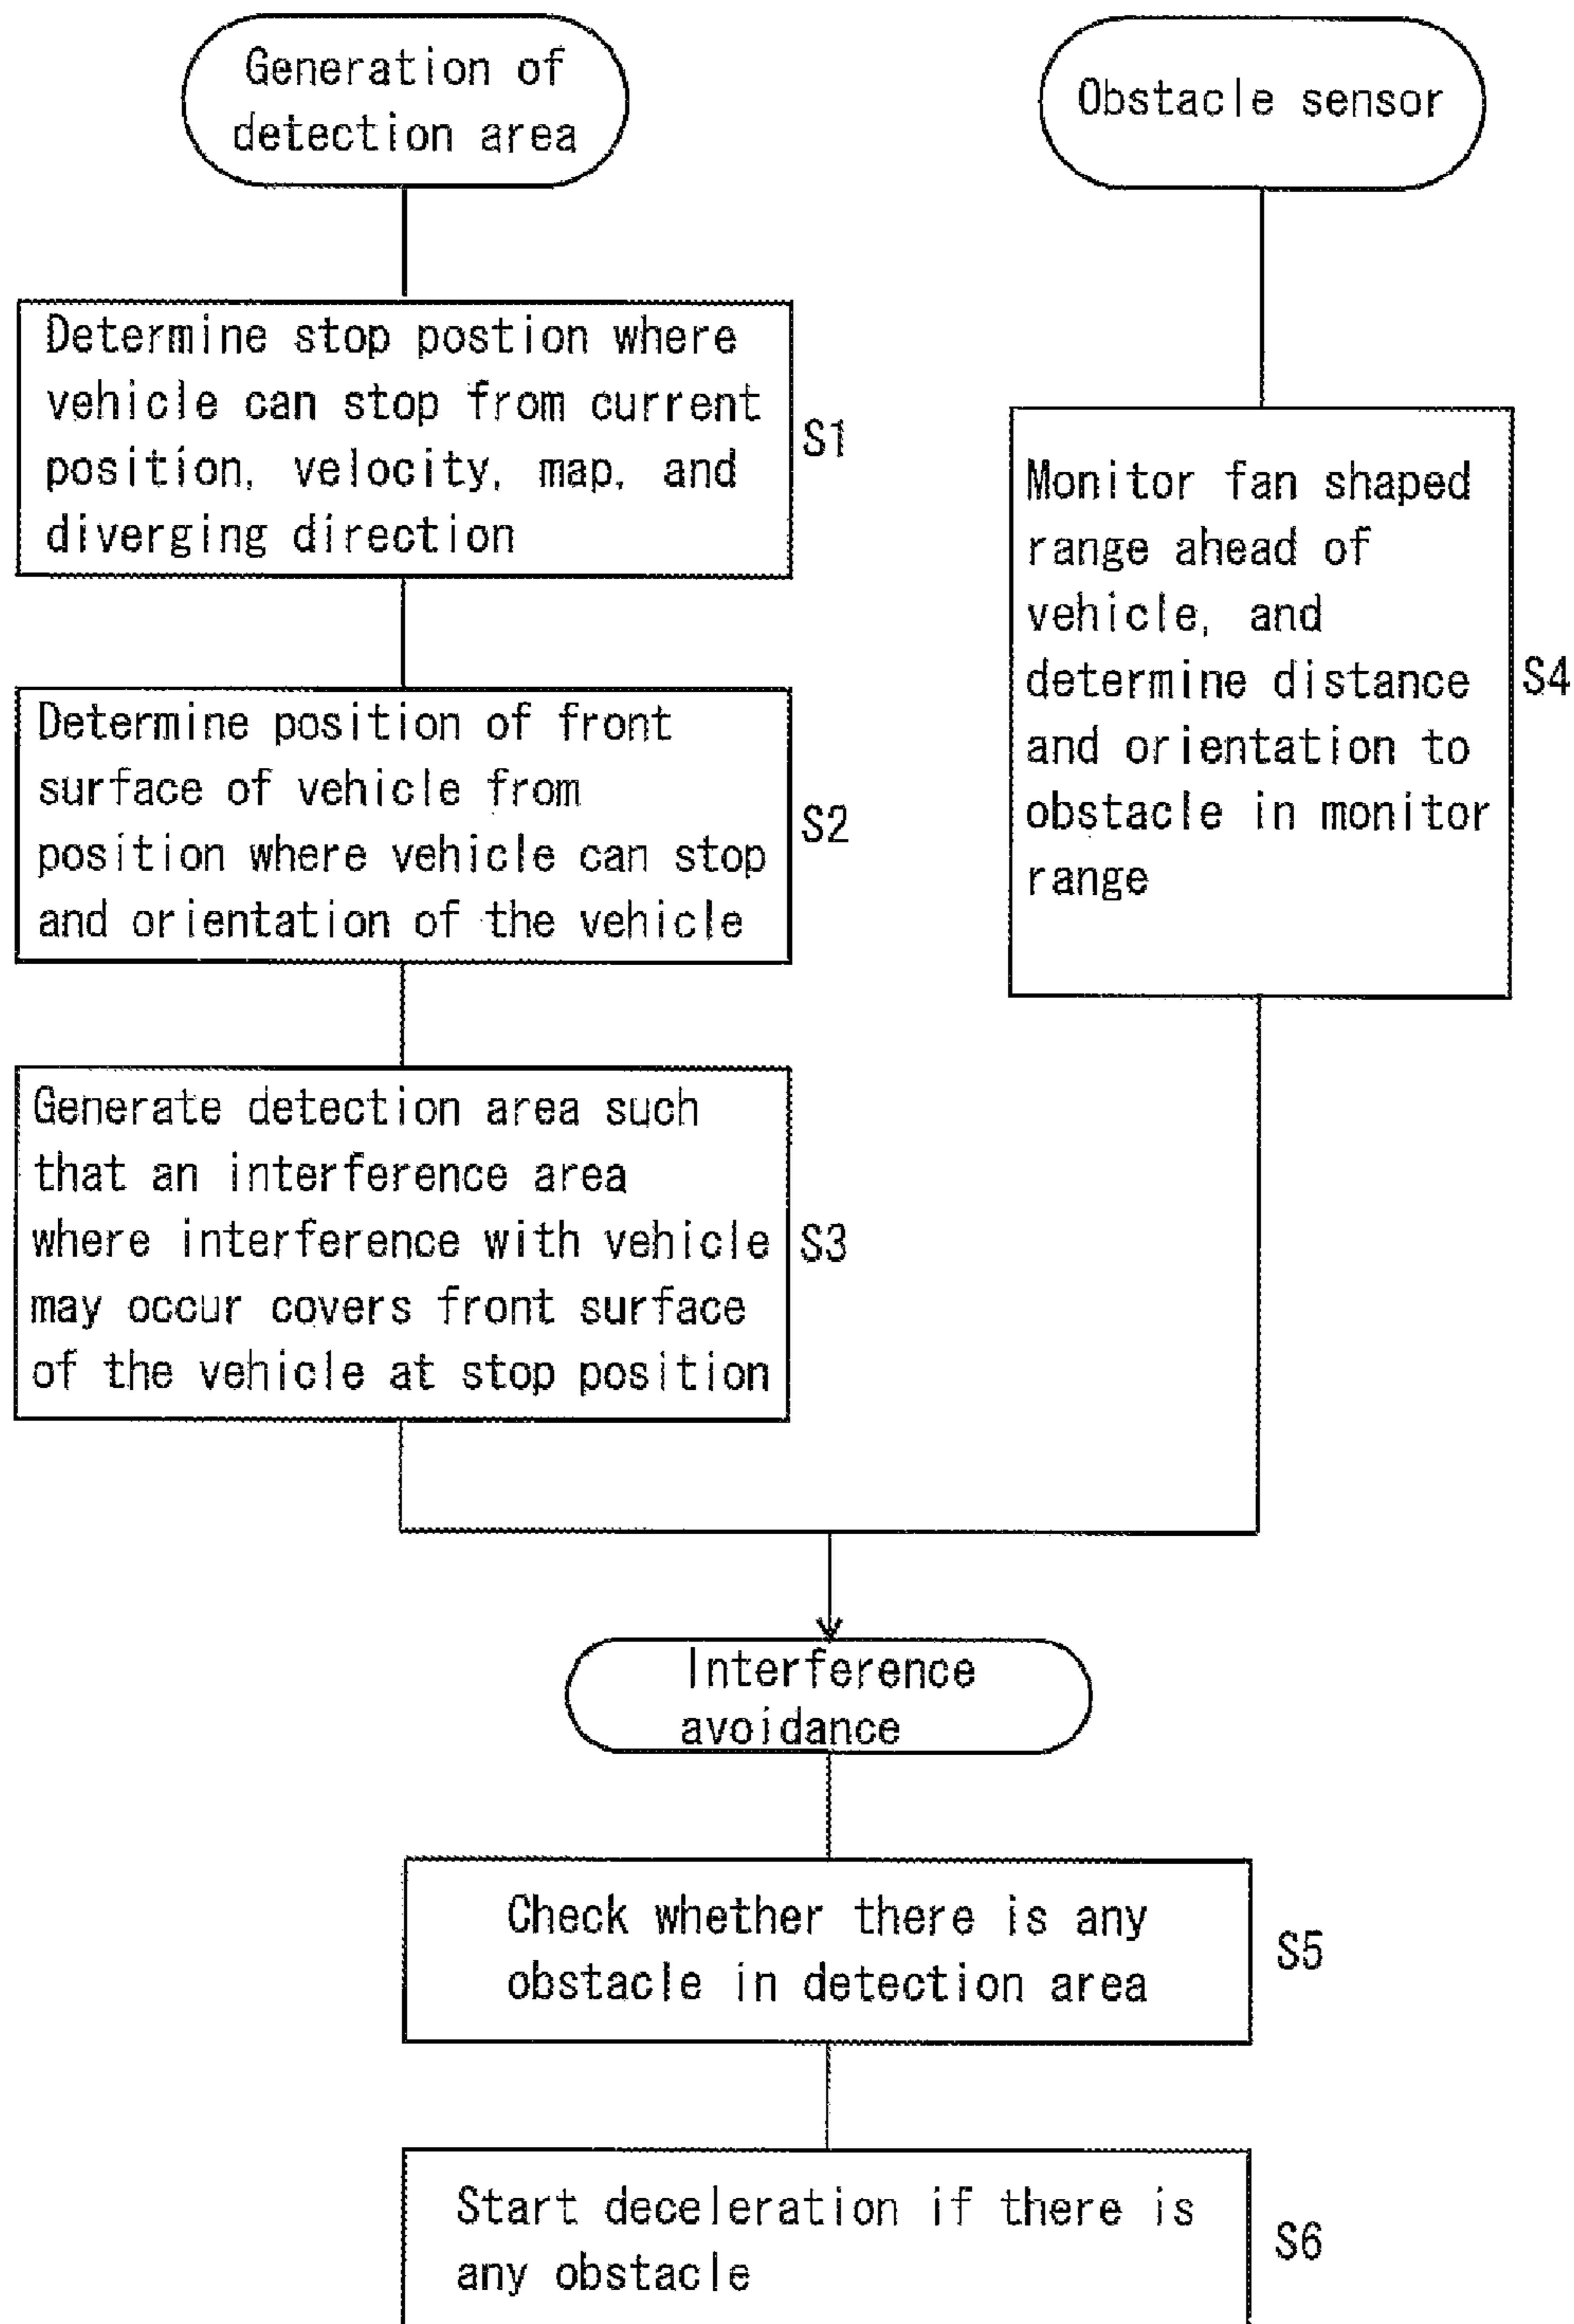 Generation of
detection area
Determine stop postion where
vehicle can stop from current
position, velocity, map, and
diverging direction
S1
Determine position of front
surface of vehicle from
position where vehicle can stop
and orientation of the vehicle
S2
Generate detection area such
that an interference area
where interference with vehicle
may occur covers front surface
of the vehicle at stop position
S3
Obstacle sensor
Monitor fan shaped
range ahead of
vehicle, and
determine distance
and orientation to
obstacle in monitor
range
S4
Interference
avoidance
Check whether there is any
obstacle in detection area
S5
Start deceleration if there is
any obstacle
S6